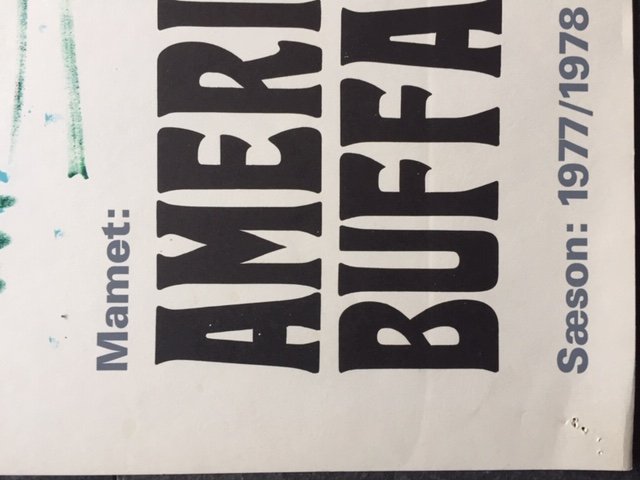 Mamet:
AMERI
BUFFA
Sæson: 1977/1978